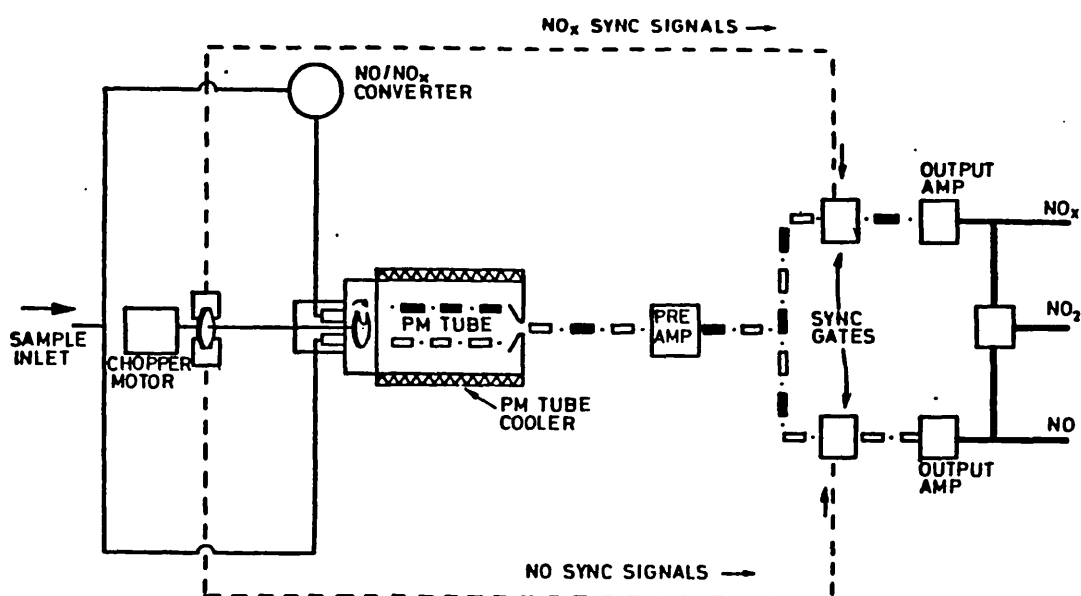 NOx SYNC SIGNALS
NO/NOx
CONVERTER
OUTPUT
AMP
NOx
SAMPLE
INLET
CHOPPER
MOTOR
PM TUBE
PRE
AMP
SYNC
GATES
NO2
PM TUBE
COOLER
NO
OUTPUT
AMP
NO SYNC SIGNALS